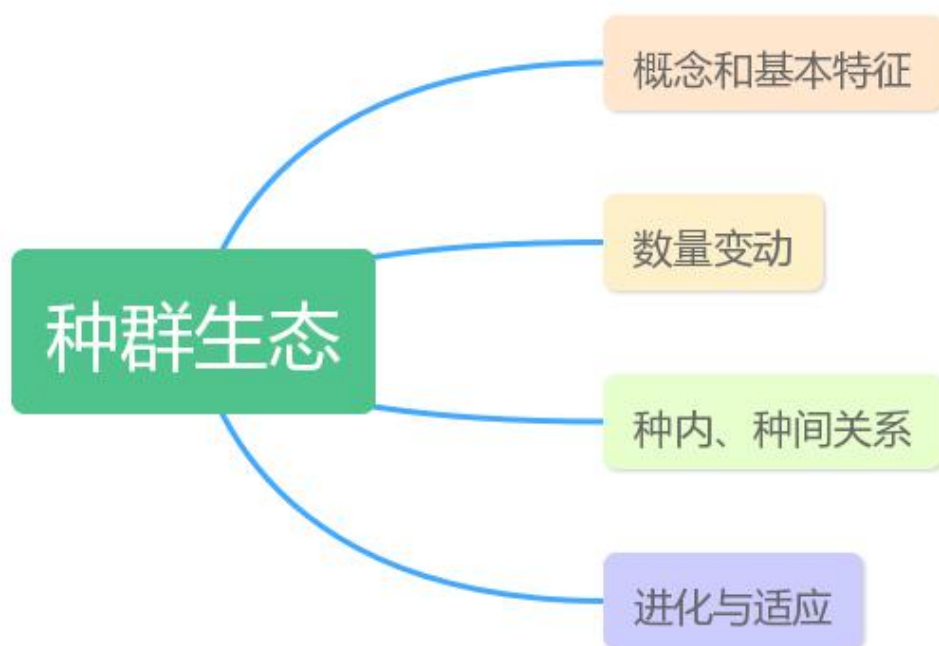 概念和基本特征
数量变动
种群生态
种内、种间关系
进化与适应